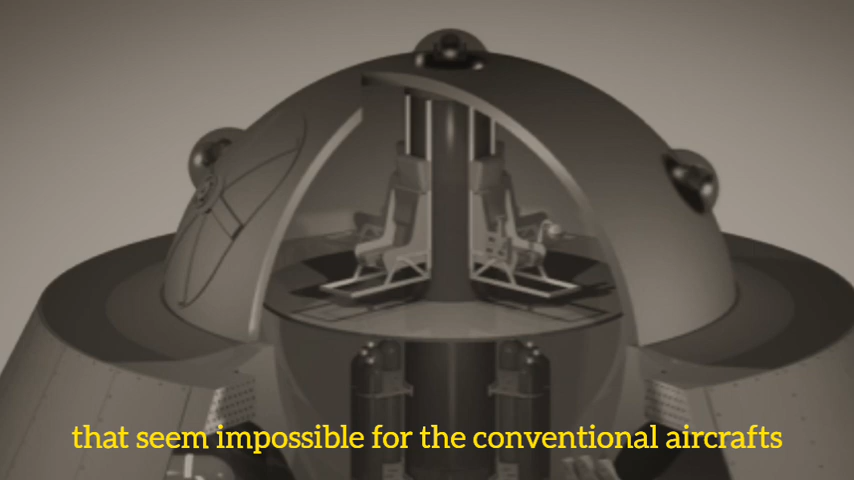 that seem impossible for the conventional aircrafts